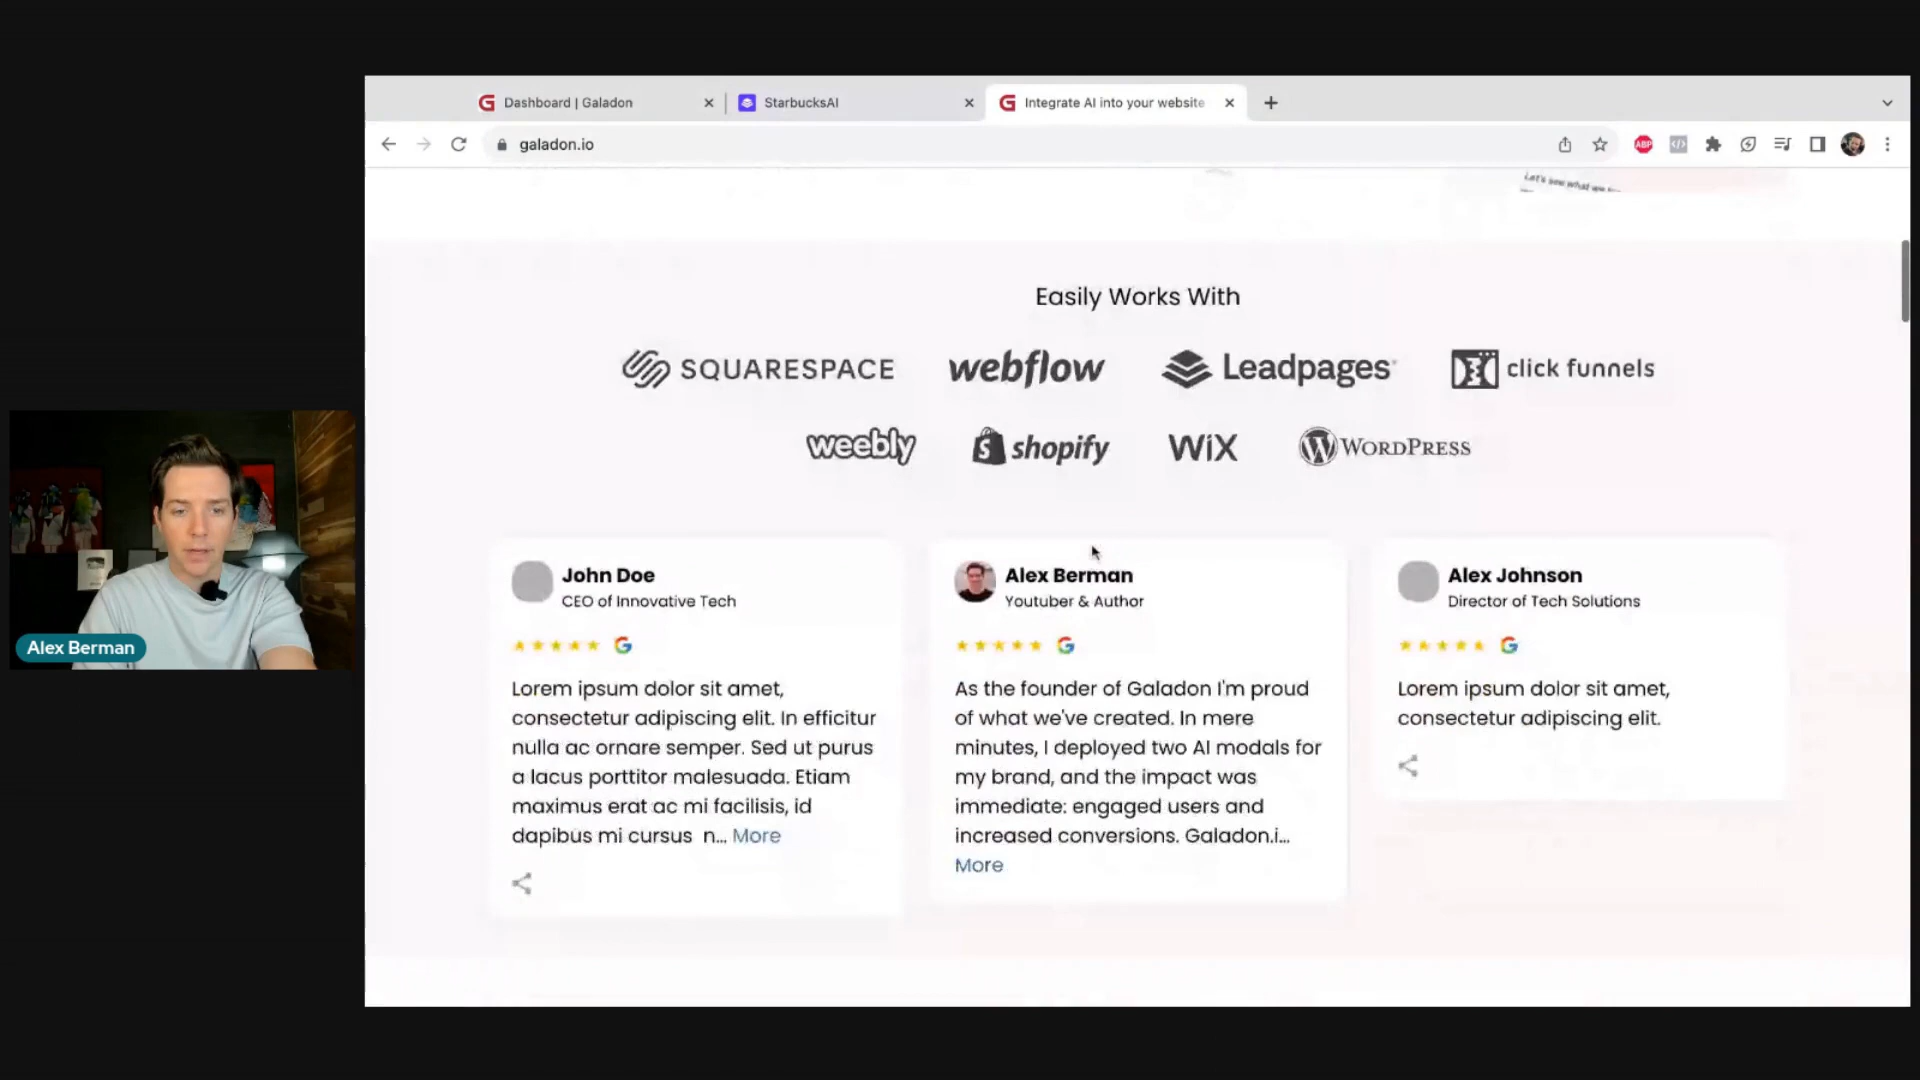 Dashboard | Galadon
StarbucksAI
Integrate AI into your website
galadon.io
ABP
Let's see what we
Easily Works With
SQUARESPACE
webflow
Leadpages
click funnels
weebly
shopify
WiX
WORDPRESS
John Doe
CEO of Innovative Tech
Lorem ipsum dolor sit amet,
consectetur adipiscing elit. In efficitur
nulla ac ornare semper. Sed ut purus
a lacus porttitor malesuada. Etiam
maximus erat ac mi facilisis, id
dapibus mi cursus n... More
Alex Berman
Youtuber & Author
As the founder of Galadon I'm proud
of what we've created. In mere
minutes, I deployed two AI modals for
my brand, and the impact was
immediate: engaged users and
increased conversions. Galadon.i...
More
Alex Johnson
Director of Tech Solutions
Lorem ipsum dolor sit amet,
consectetur adipiscing elit.
Alex Berman